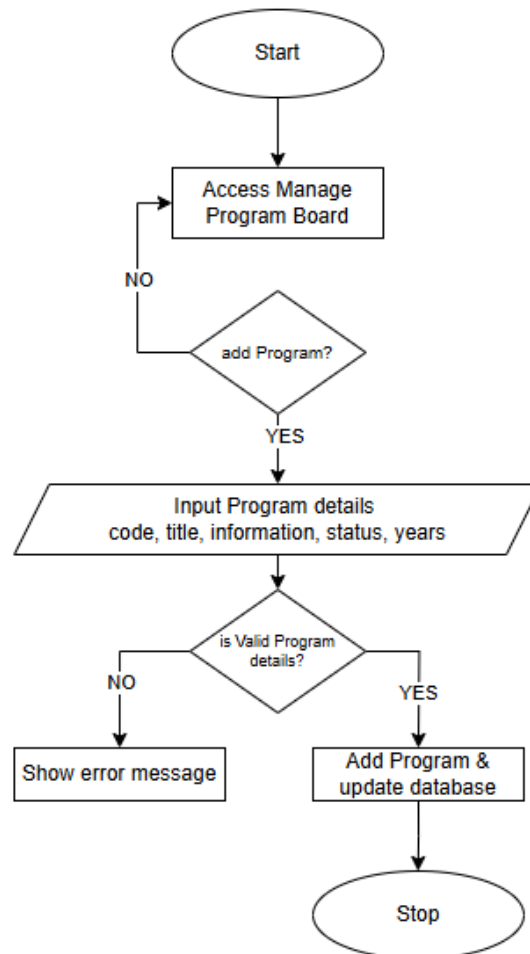 Start
Access Manage
Program Board
NO
add Program?
YES
Input Program details
code, title, information, status, years
is Valid Program
details?
NO
YES
Show error message
Add Program &
update database
Stop